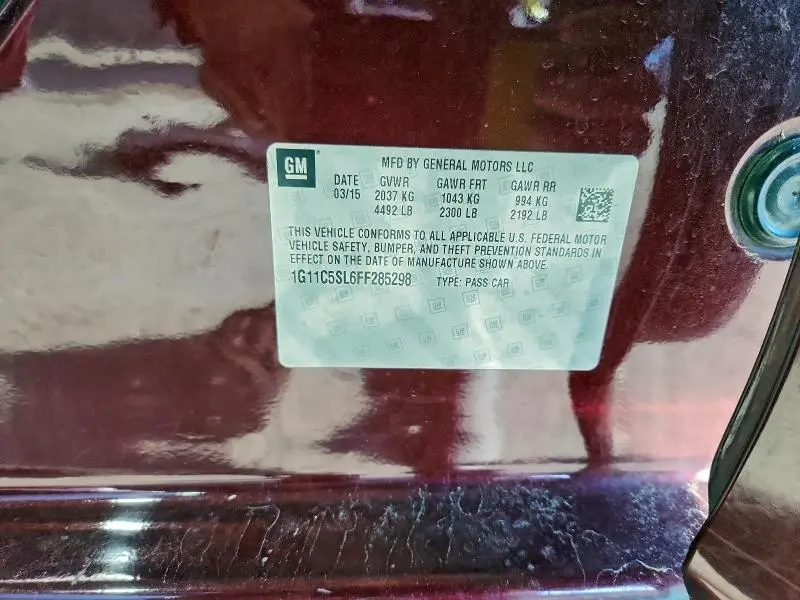 GM
MFD BY GENERAL MOTORS LLC
DATE GVWR GAWR FRT GAWR RR
03/15 2037 KG 1043 KG 994 KG
4492 LB 2300 LB 2192 LB
THIS VEHICLE CONFORMS TO ALL APPLICABLE U.S. FEDERAL MOTOR
VEHICLE SAFETY, BUMPER, AND THEFT PREVENTION STANDARDS IN
EFFECT ON THE DATE OF MANUFACTURE SHOWN ABOVE.
1G11C5SL6FF285298 TYPE: PASS CAR